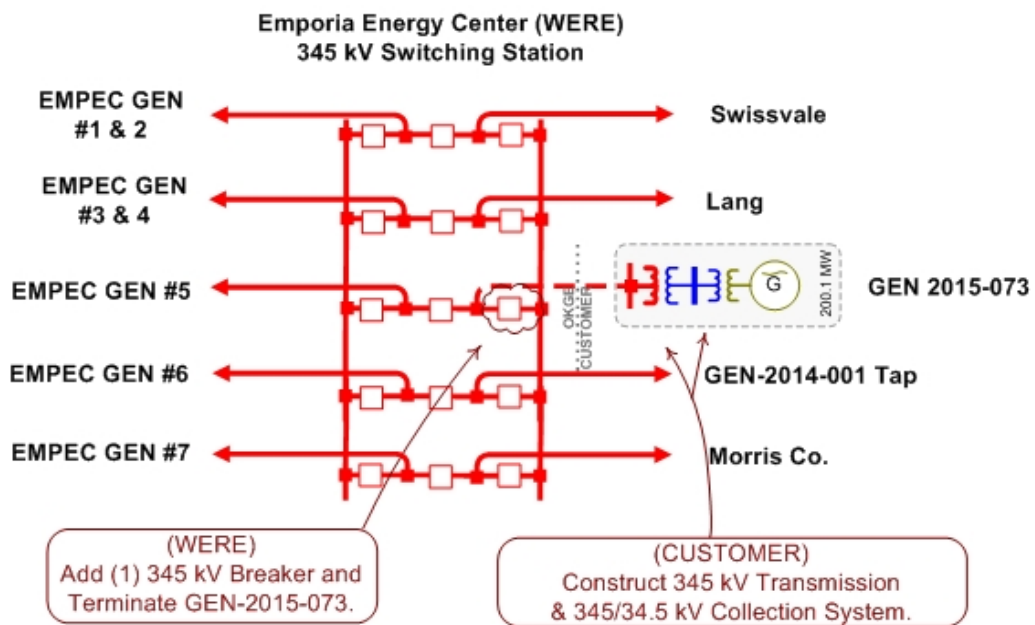 Emporia Energy Center (WERE)
345 kV Switching Station
EMPEC GEN
#1 & 2
Swissvale
EMPEC GEN
#3 & 4
Lang
EMPEC GEN #5
OKGE
CUSTOMER
G
200.1 MW
GEN 2015-073
EMPEC GEN #6
GEN-2014-001 Tap
EMPEC GEN #7
Morris Co.
(WERE)
Add (1) 345 kV Breaker and
Terminate GEN-2015-073.
(CUSTOMER)
Construct 345 kV Transmission
& 345/34.5 kV Collection System.